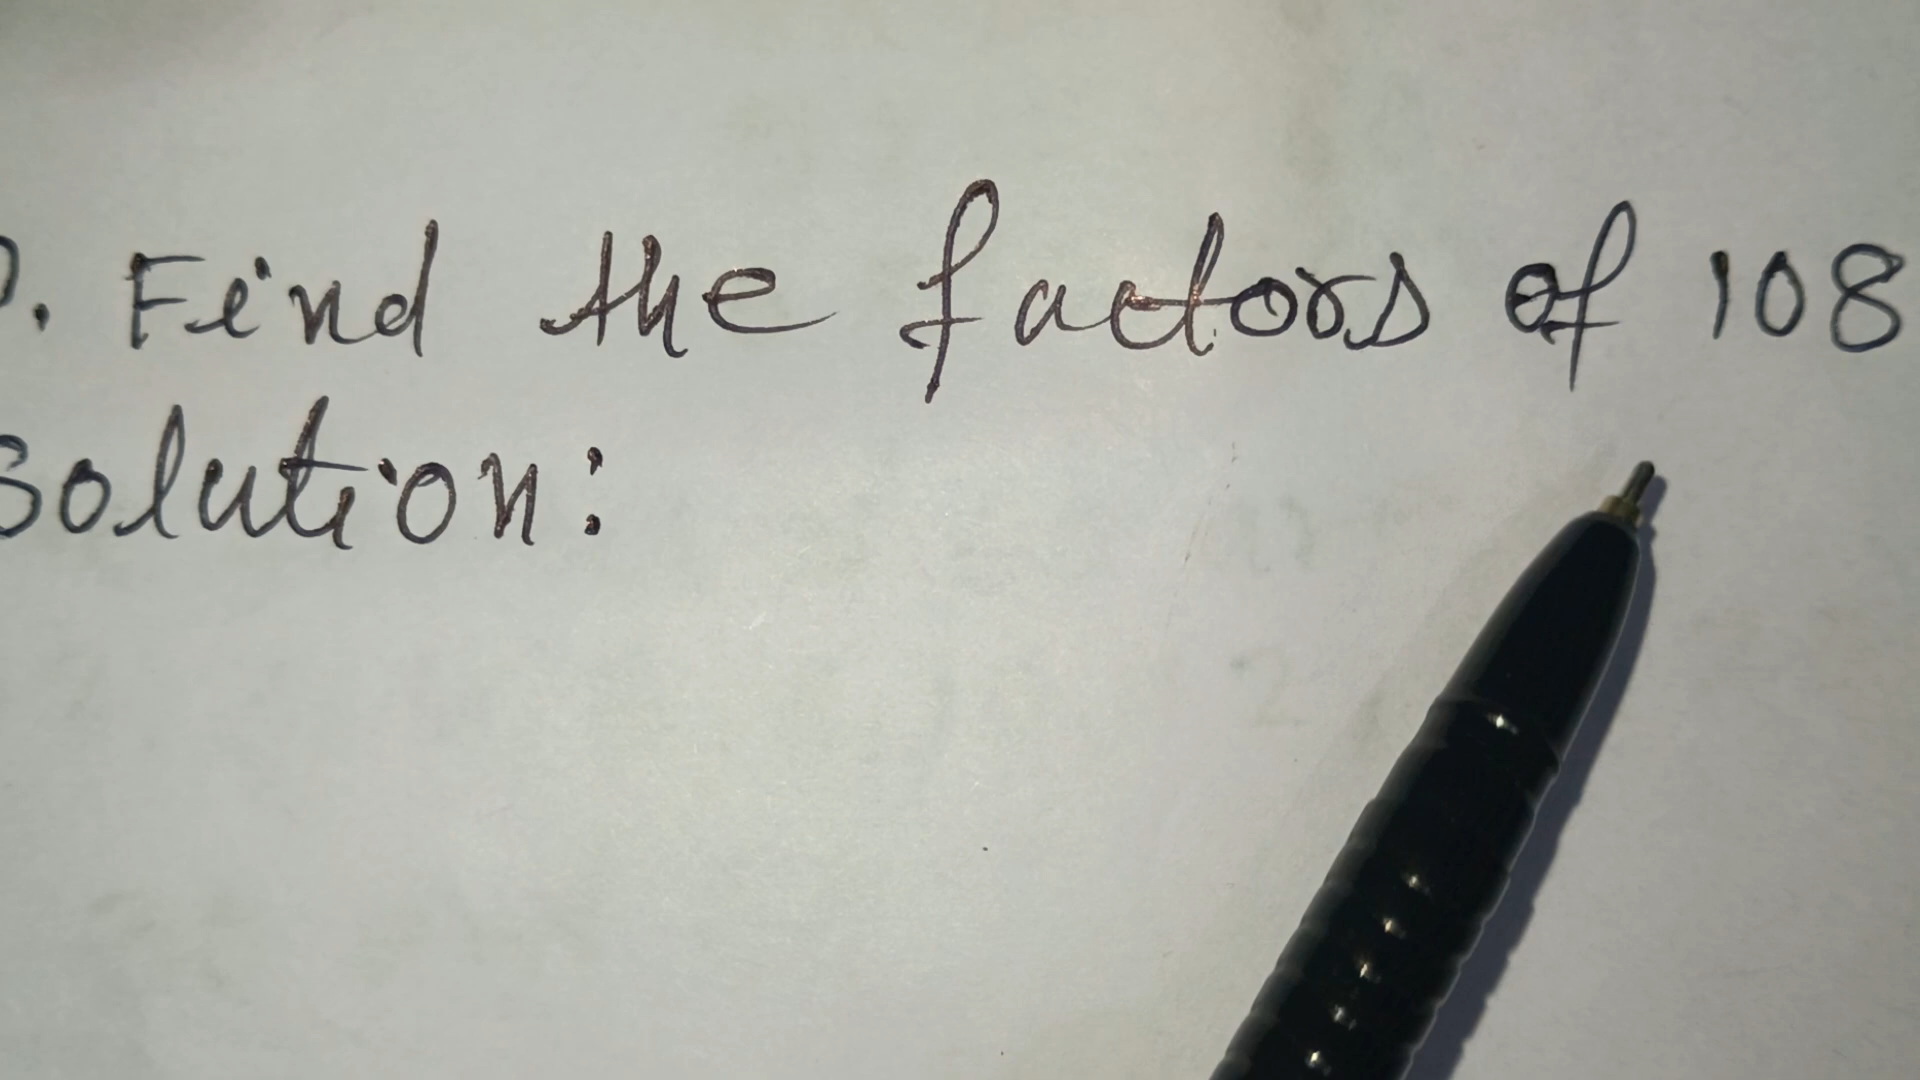 . Find the factors of 108
Solution: